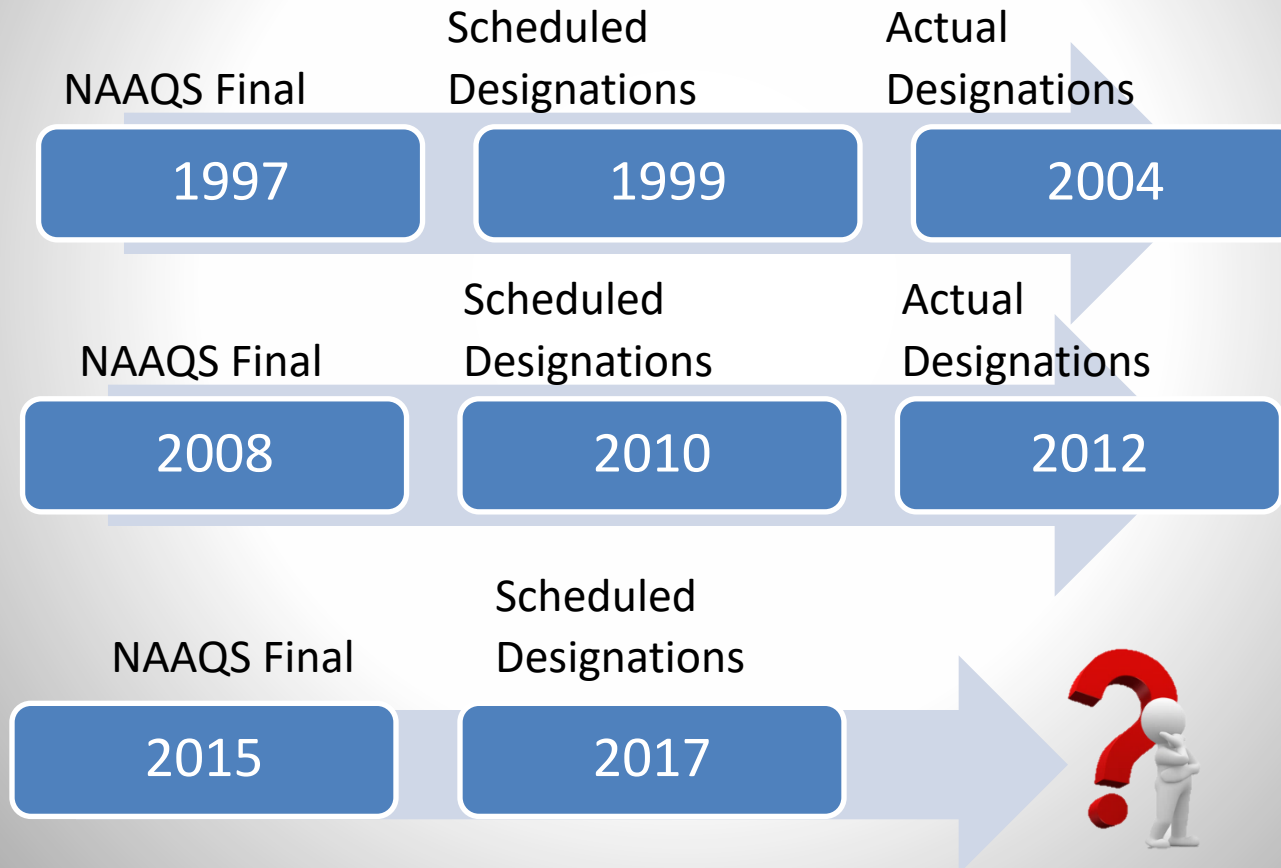 NAAQS Final
Scheduled
Designations
Actual
Designations
1997
1999
2004
NAAQS Final
Scheduled
Designations
Actual
Designations
2008
2010
2012
NAAQS Final
Scheduled
Designations
2015
2017
?